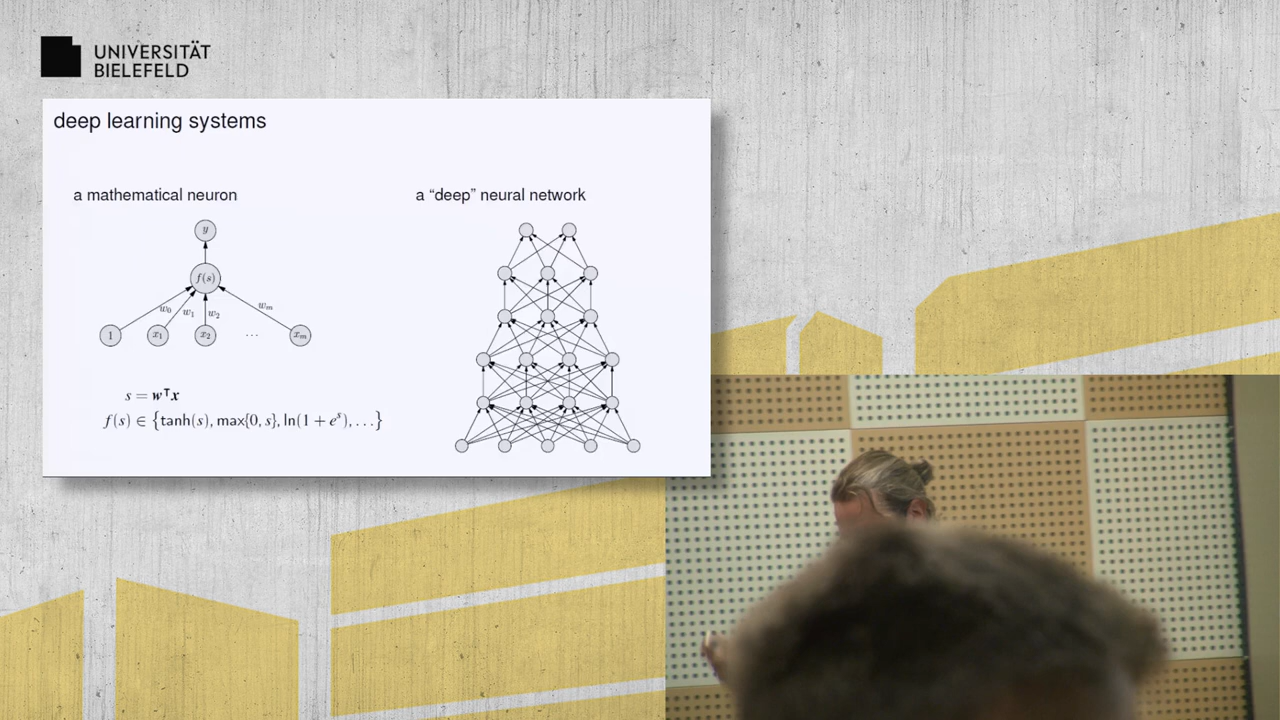 UNIVERSITÄT
BIELEFELD
deep learning systems
a mathematical neuron
a “deep” neural network
y
f(s)
w₀ w₁ w₂ wₘ
1 x₁ x₂ ... xₘ
s = wᵀx
f(s) ∈ {tanh(s), max{0, s}, ln(1 + eˢ), ...}